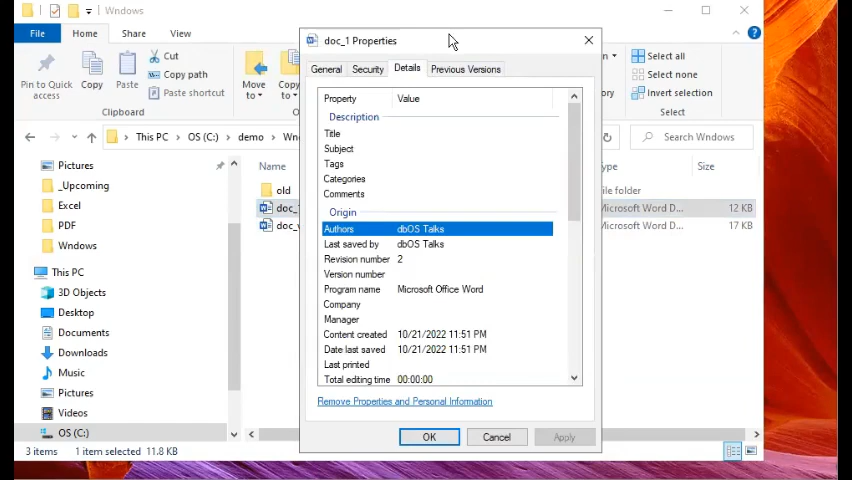 Wndows
File
Home
Share
View
Pin to Quick access
Copy
Paste
Cut
Copy path
Paste shortcut
Clipboard
Move to
Copy
Select all
Select none
Invert selection
Select
This PC
OS (C:)
demo
Search Wndows
Pictures
_Upcoming
Excel
PDF
Wndows
This PC
3D Objects
Desktop
Documents
Downloads
Music
Pictures
Videos
OS (C:)
Name
Size
old
file folder
Microsoft Word D...
12 KB
Microsoft Word D...
17 KB
3 items
1 item selected 11.8 KB
doc_1 Properties
General
Security
Details
Previous Versions
Property
Value
Description
Title
Subject
Tags
Categories
Comments
Origin
Authors
dbOS Talks
Last saved by
dbOS Talks
Revision number
2
Version number
Program name
Microsoft Office Word
Company
Manager
Content created
10/21/2022 11:51 PM
Date last saved
10/21/2022 11:51 PM
Last printed
Total editing time
00:00:00
Remove Properties and Personal Information
OK
Cancel
Apply